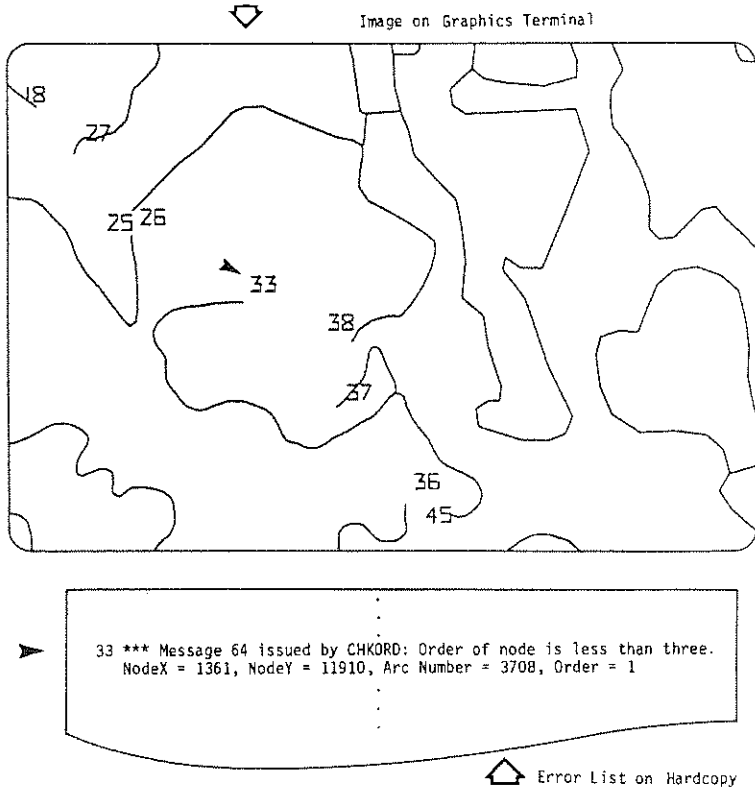 Image on Graphics Terminal
18
27
25 26
33
38
37
36
45
33 *** Message 64 issued by CHKORD: Order of node is less than three.
NodeX = 1361, NodeY = 11910, Arc Number = 3708, Order = 1
Error List on Hardcopy